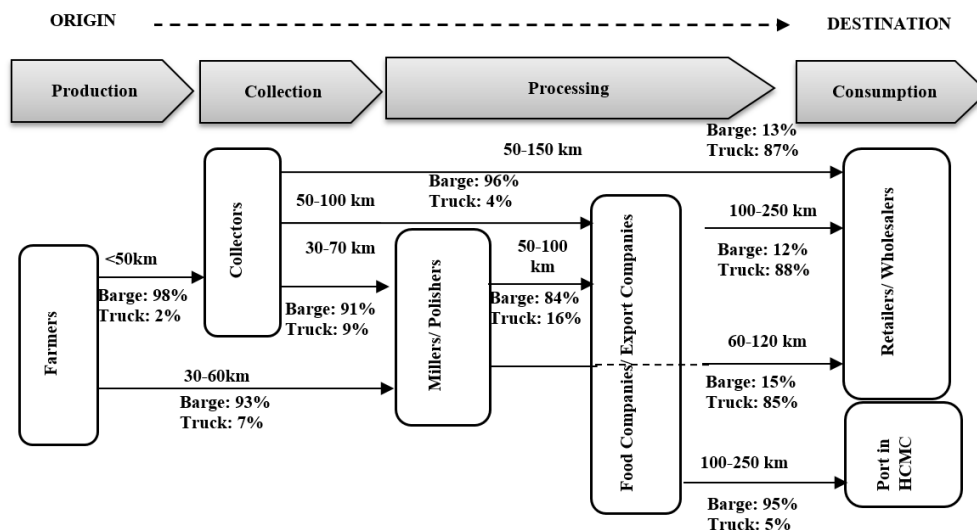 ORIGIN
DESTINATION
Production
Collection
Processing
Consumption
Barge: 13%
Truck: 87%
50-150 km
Barge: 96%
Truck: 4%
50-100 km
100-250 km
30-70 km
50-100
km
<50km
Barge: 12%
Truck: 88%
Barge: 98%
Truck: 2%
Barge: 91%
Truck: 9%
Barge: 84%
Truck: 16%
Farmers
Collectors
Millers/ Polishers
Food Companies/ Export Companies
Retailers/ Wholesalers
60-120 km
30-60km
Barge: 93%
Truck: 7%
Barge: 15%
Truck: 85%
Port in
HCMC
100-250 km
Barge: 95%
Truck: 5%